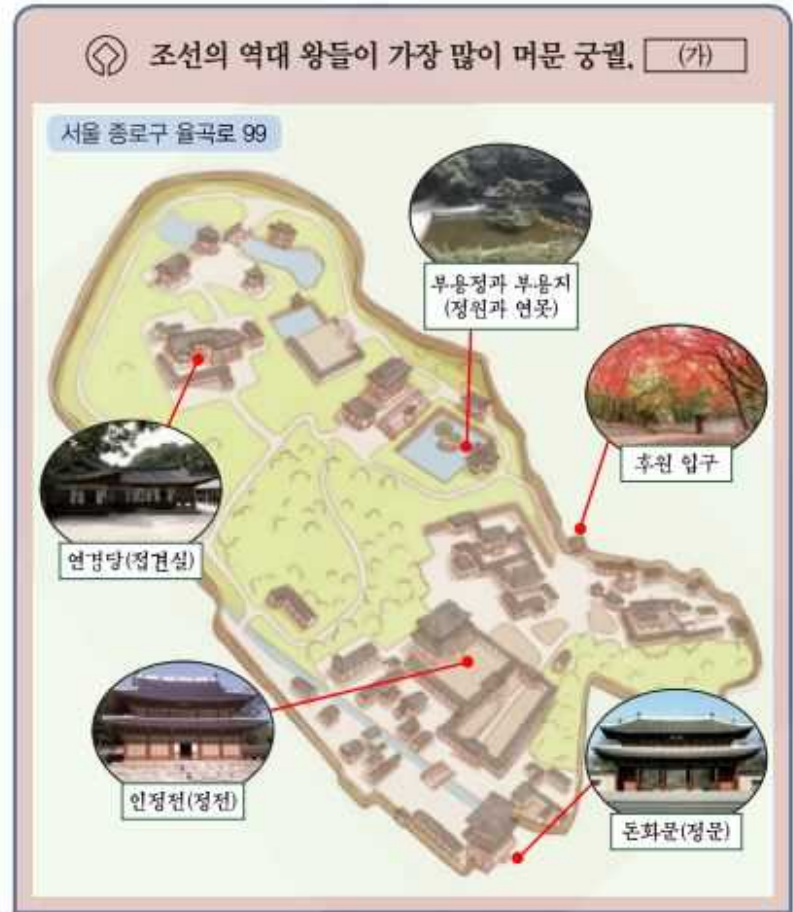 조선의 역대 왕들이 가장 많이 머문 궁궐, (가)
서울 종로구 율곡로 99
부용정과 부용지
(정원과 연못)
후원 입구
연경당(접견실)
인정전(정전)
돈화문(정문)